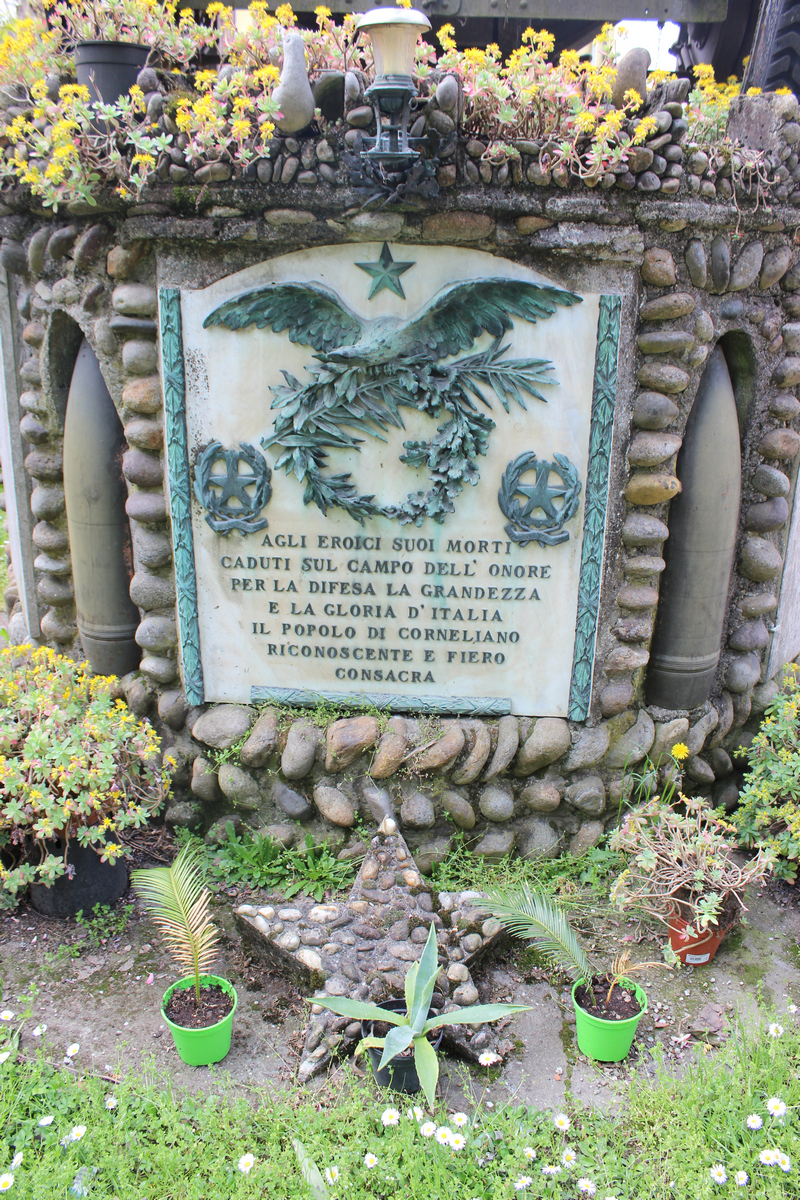 AGLI EROICI SUOI MORTI
CADUTI SUL CAMPO DELL' ONORE
PER LA DIFESA LA GRANDEZZA
E LA GLORIA D'ITALIA
IL POPOLO DI CORNELIANO
RICONOSCENTE E FIERO
CONSACRA